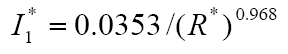 I₁* = 0.0353/(R*)^0.968